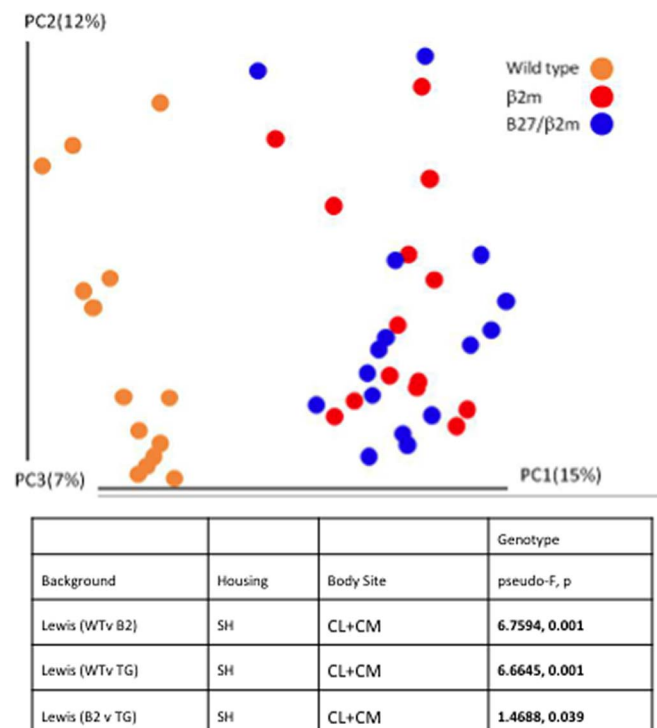 PC2(12%)
Wild type
β2m
B27/β2m
PC3(7%)
PC1(15%)
Genotype
Background Housing Body Site pseudo-F, p
Lewis (WTv B2) SH CL+CM 6.7594, 0.001
Lewis (WTv TG) SH CL+CM 6.6645, 0.001
Lewis (B2 v TG) SH CL+CM 1.4688, 0.039